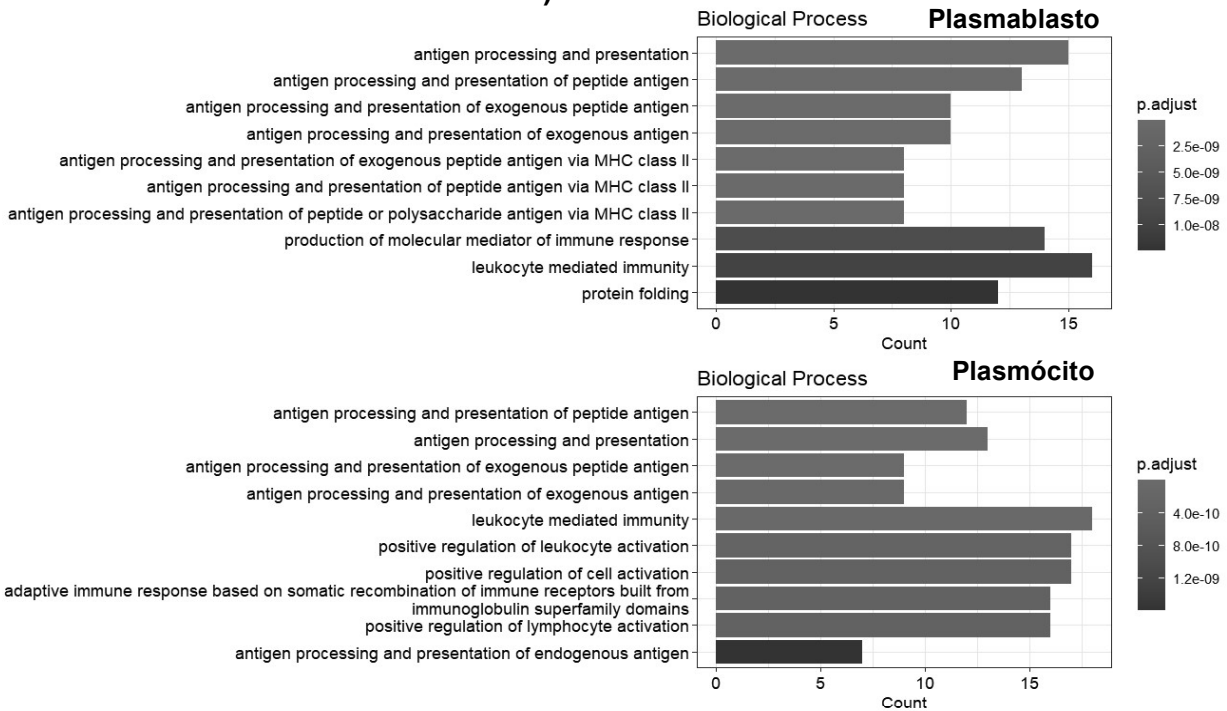 )
Biological Process
Plasmablasto
antigen processing and presentation
antigen processing and presentation of peptide antigen
antigen processing and presentation of exogenous peptide antigen
antigen processing and presentation of exogenous antigen
antigen processing and presentation of exogenous peptide antigen via MHC class II
antigen processing and presentation of peptide antigen via MHC class II
antigen processing and presentation of peptide or polysaccharide antigen via MHC class II
production of molecular mediator of immune response
leukocyte mediated immunity
protein folding
0 5 10 15
Count
p.adjust
2.5e-09
5.0e-09
7.5e-09
1.0e-08
Biological Process
Plasmócito
antigen processing and presentation of peptide antigen
antigen processing and presentation
antigen processing and presentation of exogenous peptide antigen
antigen processing and presentation of exogenous antigen
leukocyte mediated immunity
positive regulation of leukocyte activation
positive regulation of cell activation
adaptive immune response based on somatic recombination of immune receptors built from
immunoglobulin superfamily domains
positive regulation of lymphocyte activation
antigen processing and presentation of endogenous antigen
0 5 10 15
Count
p.adjust
4.0e-10
8.0e-10
1.2e-09